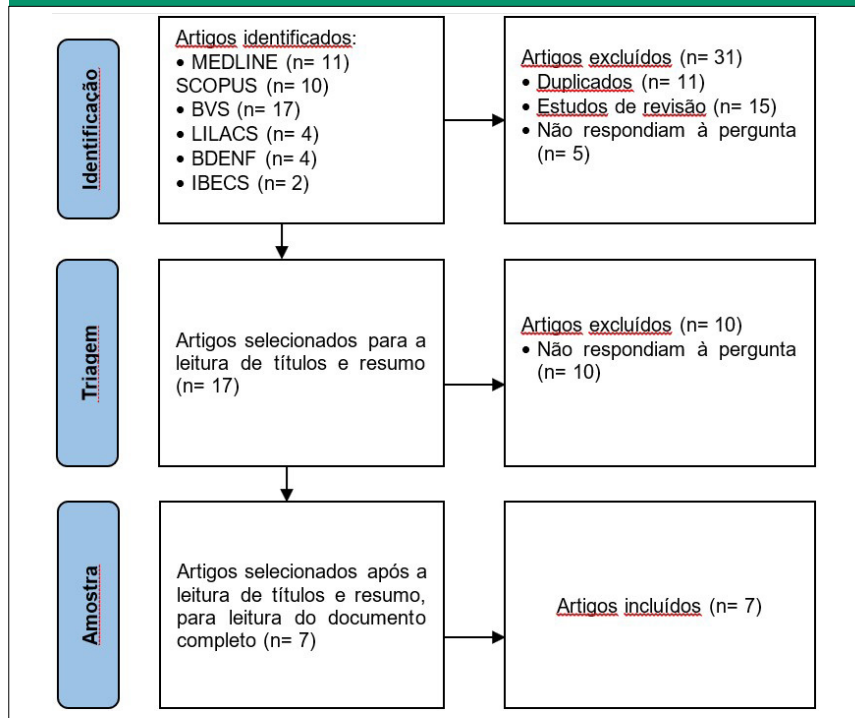 Identificação
Artigos identificados:
• MEDLINE (n= 11)
SCOPUS (n= 10)
• BVS (n= 17)
• LILACS (n= 4)
• BDENF (n= 4)
• IBECS (n= 2)
Artigos excluídos (n= 31)
• Duplicados (n= 11)
• Estudos de revisão (n= 15)
• Não respondiam à pergunta
(n= 5)
Triagem
Artigos selecionados para a
leitura de títulos e resumo
(n= 17)
Artigos excluídos (n= 10)
• Não respondiam à pergunta
(n= 10)
Amostra
Artigos selecionados após a
leitura de títulos e resumo,
para leitura do documento
completo (n= 7)
Artigos incluídos (n= 7)